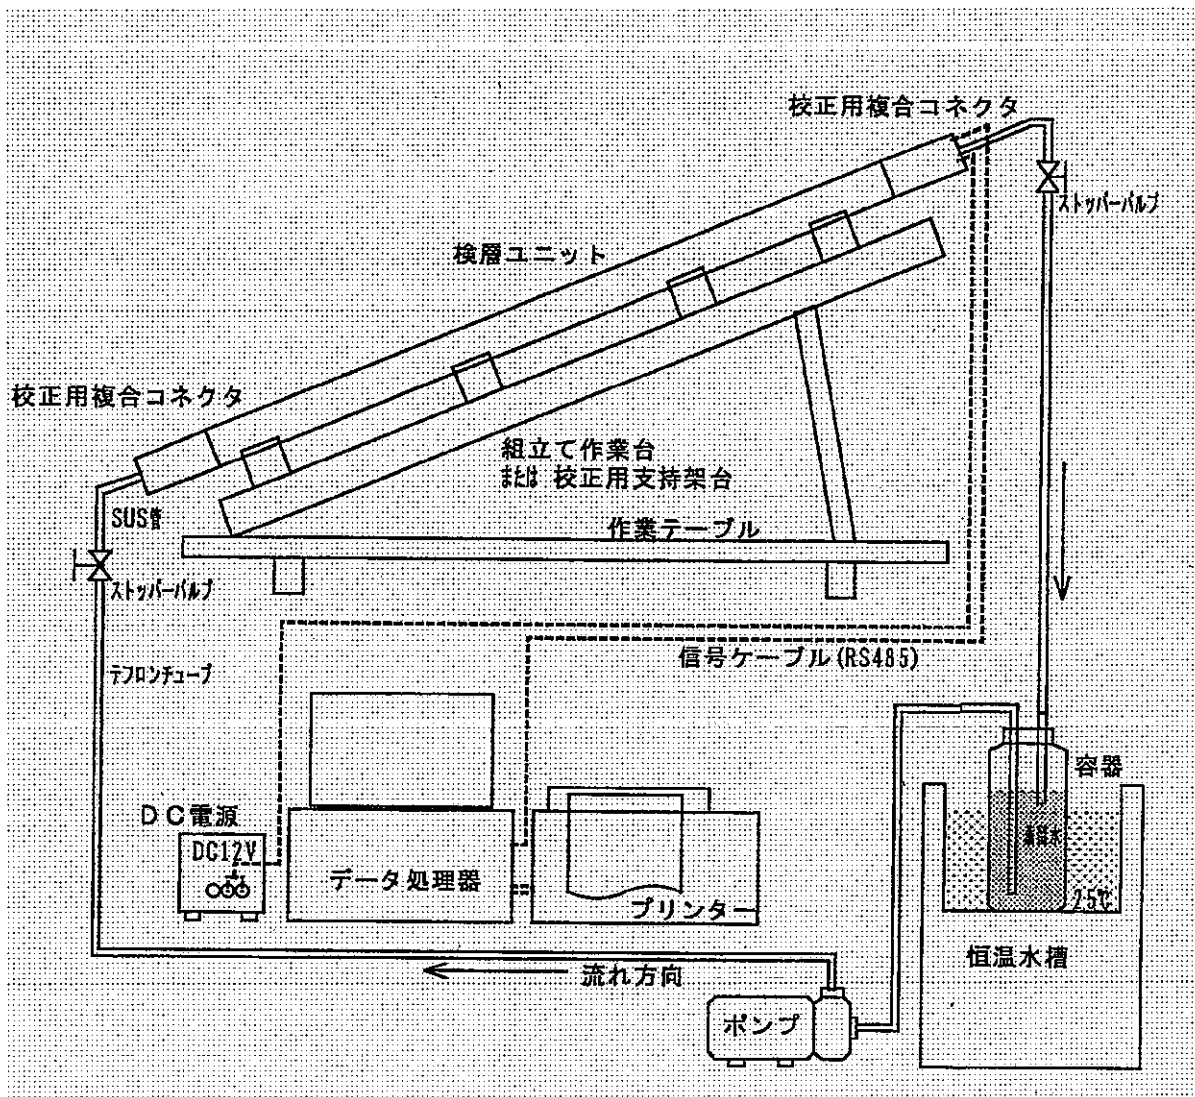 校正用複合コネクタ
ストッパーバルブ
検層ユニット
校正用複合コネクタ
組立て作業台
または 校正用支持架台
SUS管
作業テーブル
ストッパーバルブ
信号ケーブル(RS485)
テフロンチューブ
容器
DC電源
DC12V
蒸留水
データ処理器
プリンター
25℃
恒温水槽
流れ方向
ポンプ